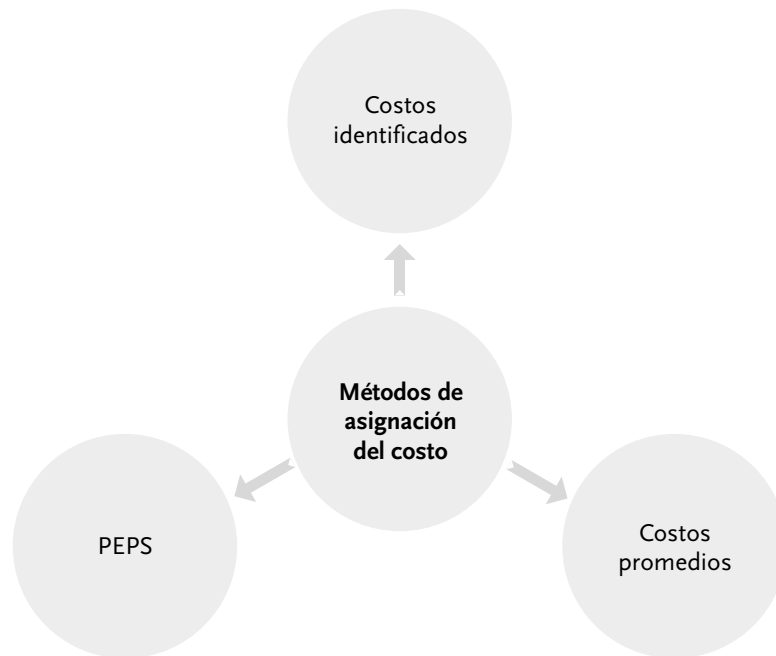 Costos
identificados
Métodos de
asignación
del costo
PEPS
Costos
promedios